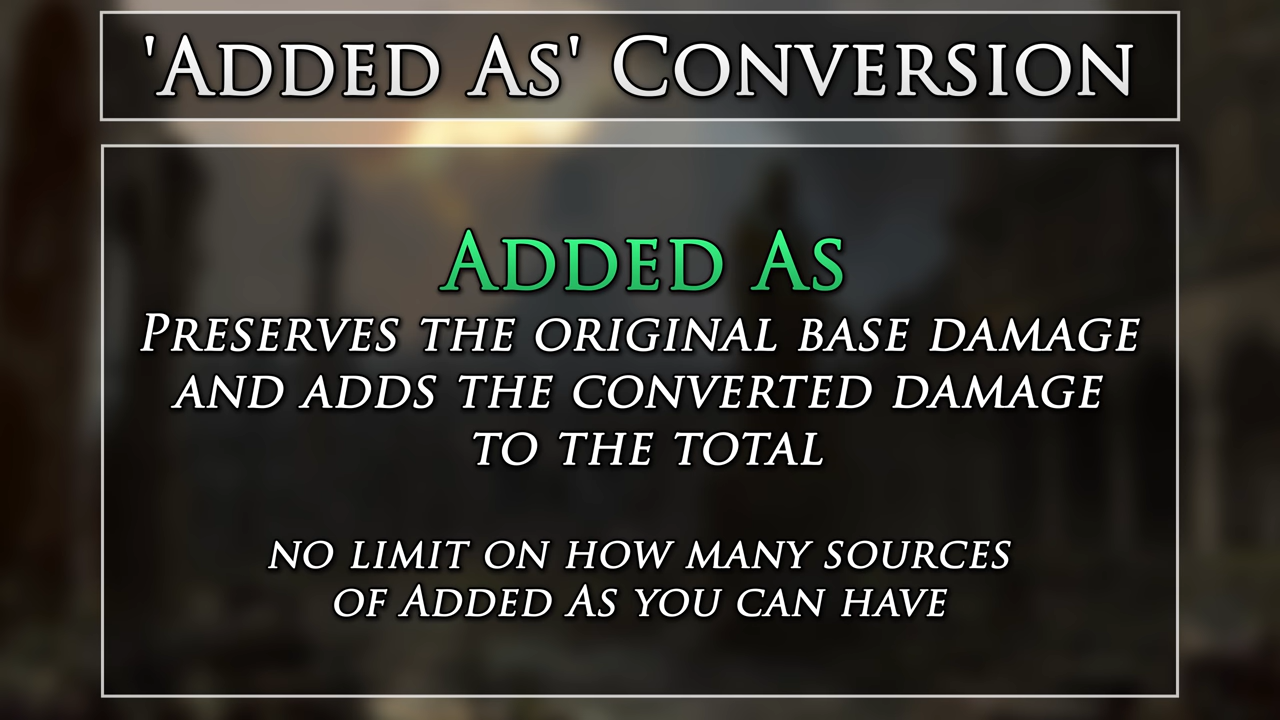 'Added As' Conversion
Added As
Preserves the original base damage
and adds the converted damage
to the total
no limit on how many sources
of Added As you can have